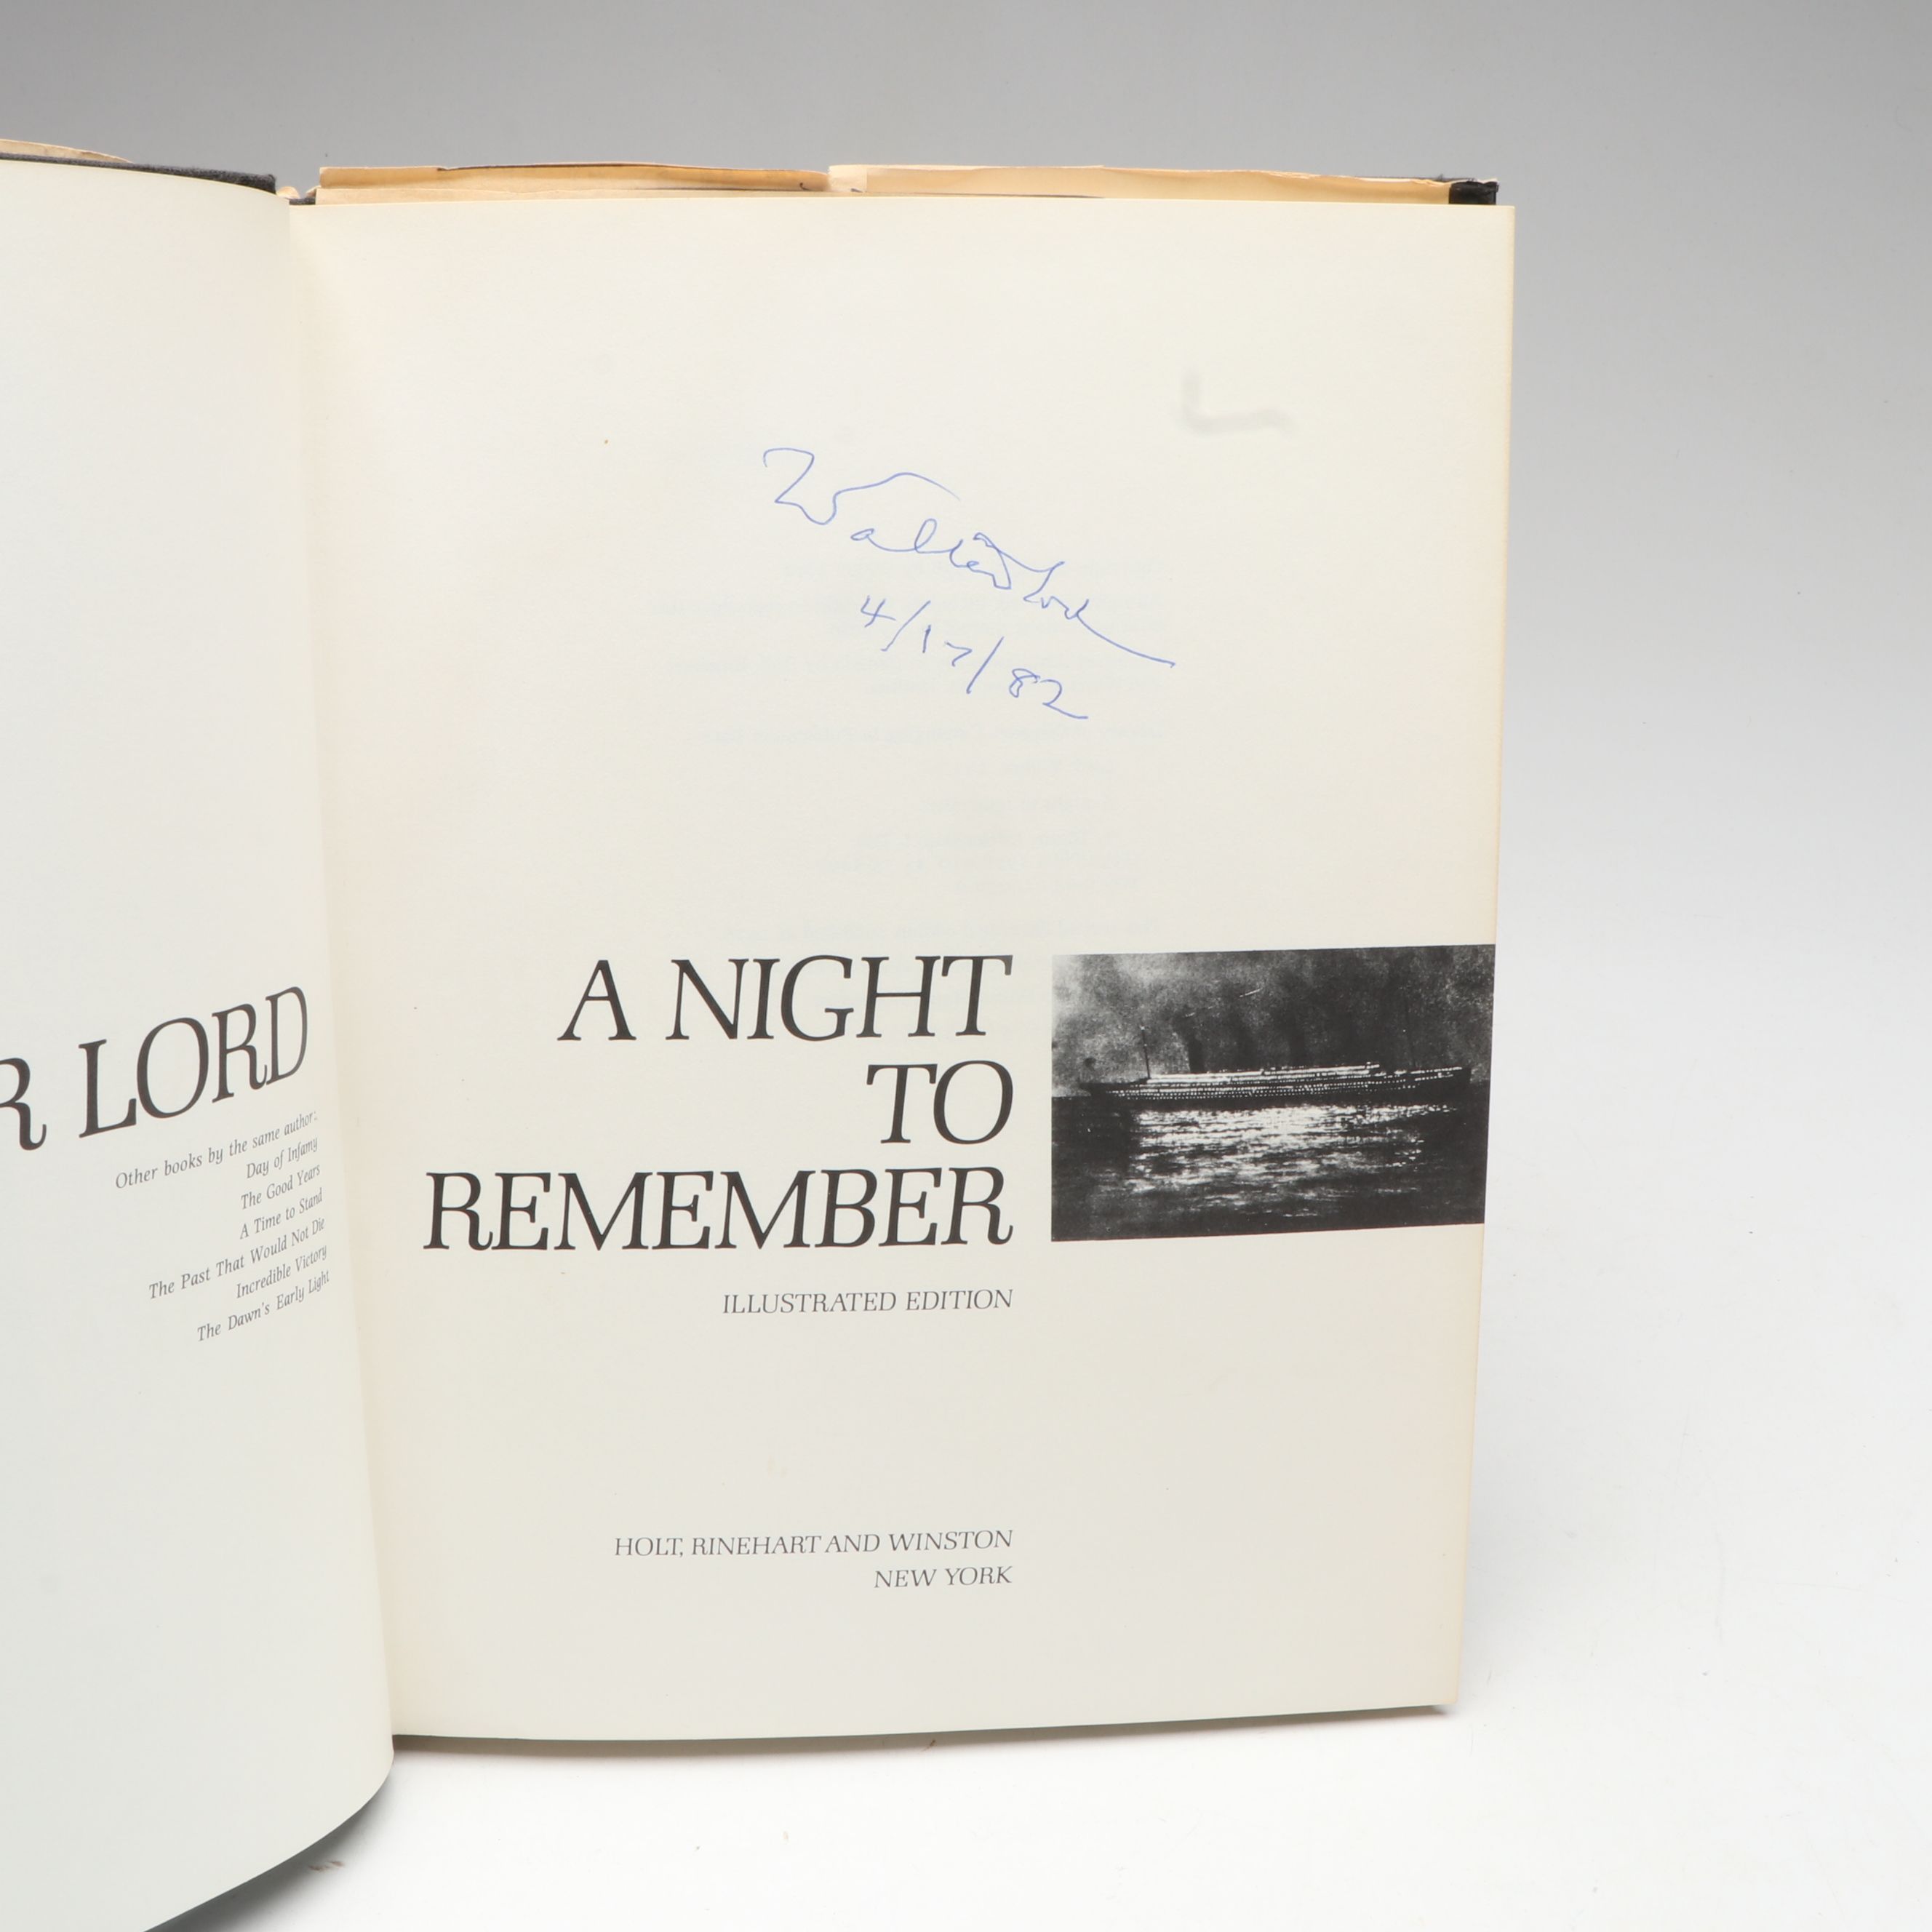 R LORD
Other books by the same author:
Day of Infamy
The Good Years
A Time to Stand
The Past That Would Not Die
Incredible Victory
The Dawn's Early Light
Walter Lord
4/17/82
A NIGHT
TO
REMEMBER
ILLUSTRATED EDITION
HOLT, RINEHART AND WINSTON
NEW YORK